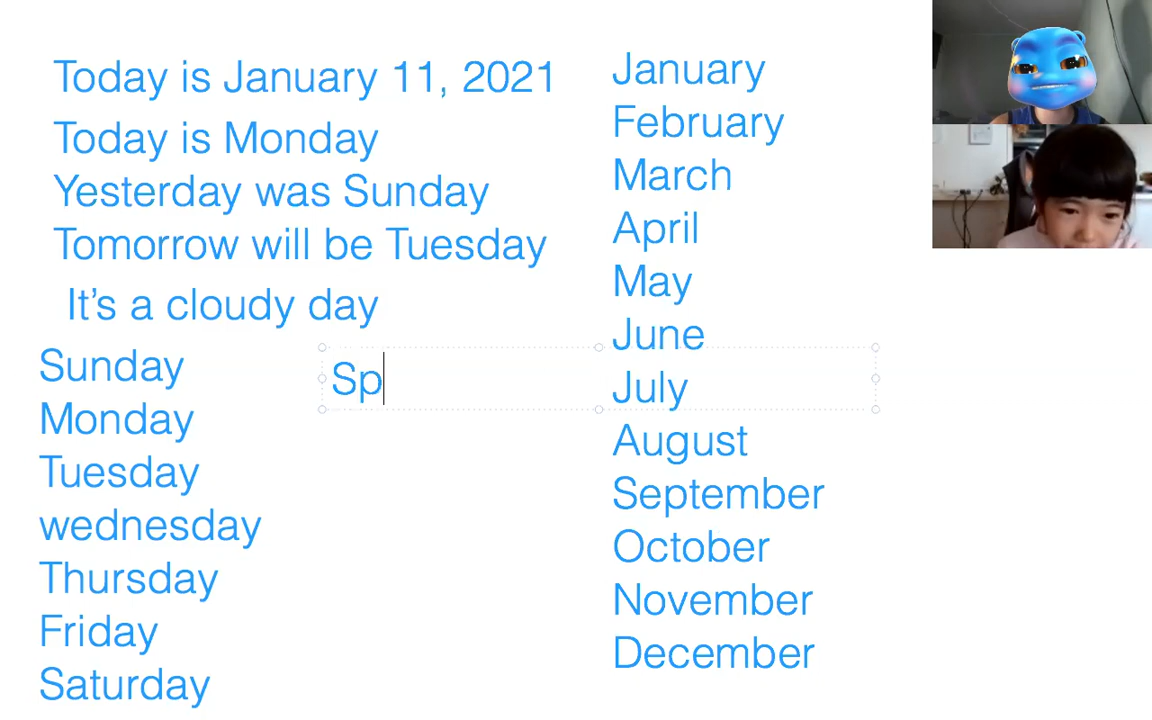 Today is January 11, 2021
Today is Monday
Yesterday was Sunday
Tomorrow will be Tuesday
It's a cloudy day
Sunday
Monday
Tuesday
wednesday
Thursday
Friday
Saturday
Sp
January
February
March
April
May
June
July
August
September
October
November
December